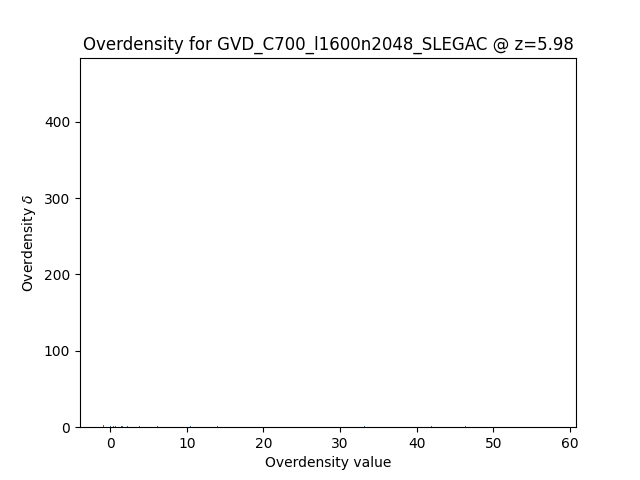 Overdensity for GVD_C700_l1600n2048_SLEGAC @ z=5.98
Overdensity δ
400
300
200
100
0
0 10 20 30 40 50 60
Overdensity value